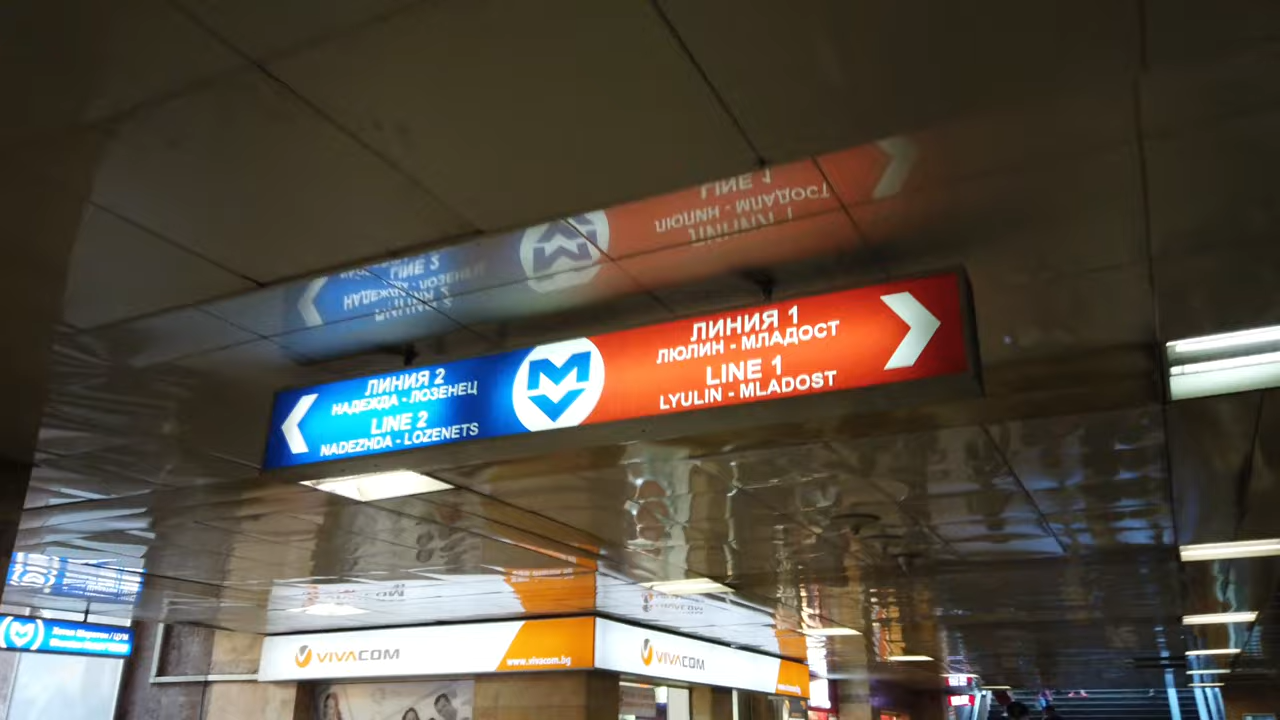 ЛИНИЯ 2
НАДЕЖДА - ЛОЗЕНЕЦ
LINE 2
NADEZHDA - LOZENETS
ЛИНИЯ 1
ЛЮЛИН - МЛАДОСТ
LINE 1
LYULIN - MLADOST
VIVACOM
www.vivacom.bg
VIVACOM